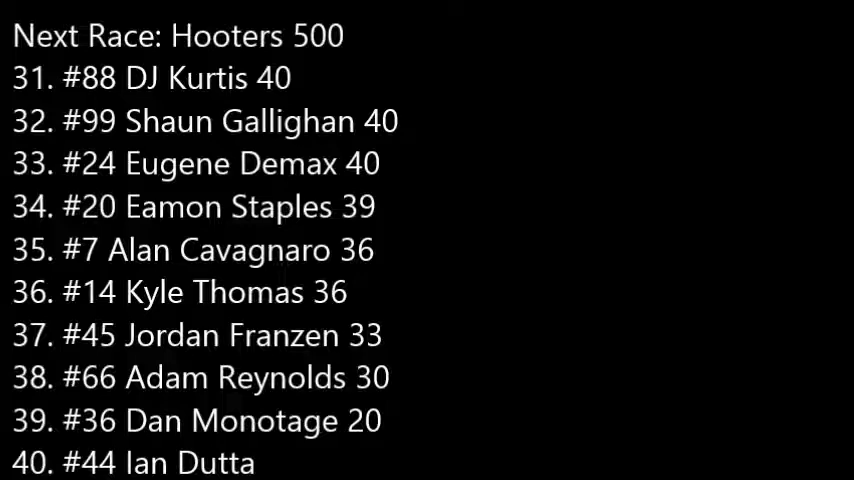 Next Race: Hooters 500
31. #88 DJ Kurtis 40
32. #99 Shaun Gallighan 40
33. #24 Eugene Demax 40
34. #20 Eamon Staples 39
35. #7 Alan Cavagnaro 36
36. #14 Kyle Thomas 36
37. #45 Jordan Franzen 33
38. #66 Adam Reynolds 30
39. #36 Dan Monotage 20
40. #44 Ian Dutta